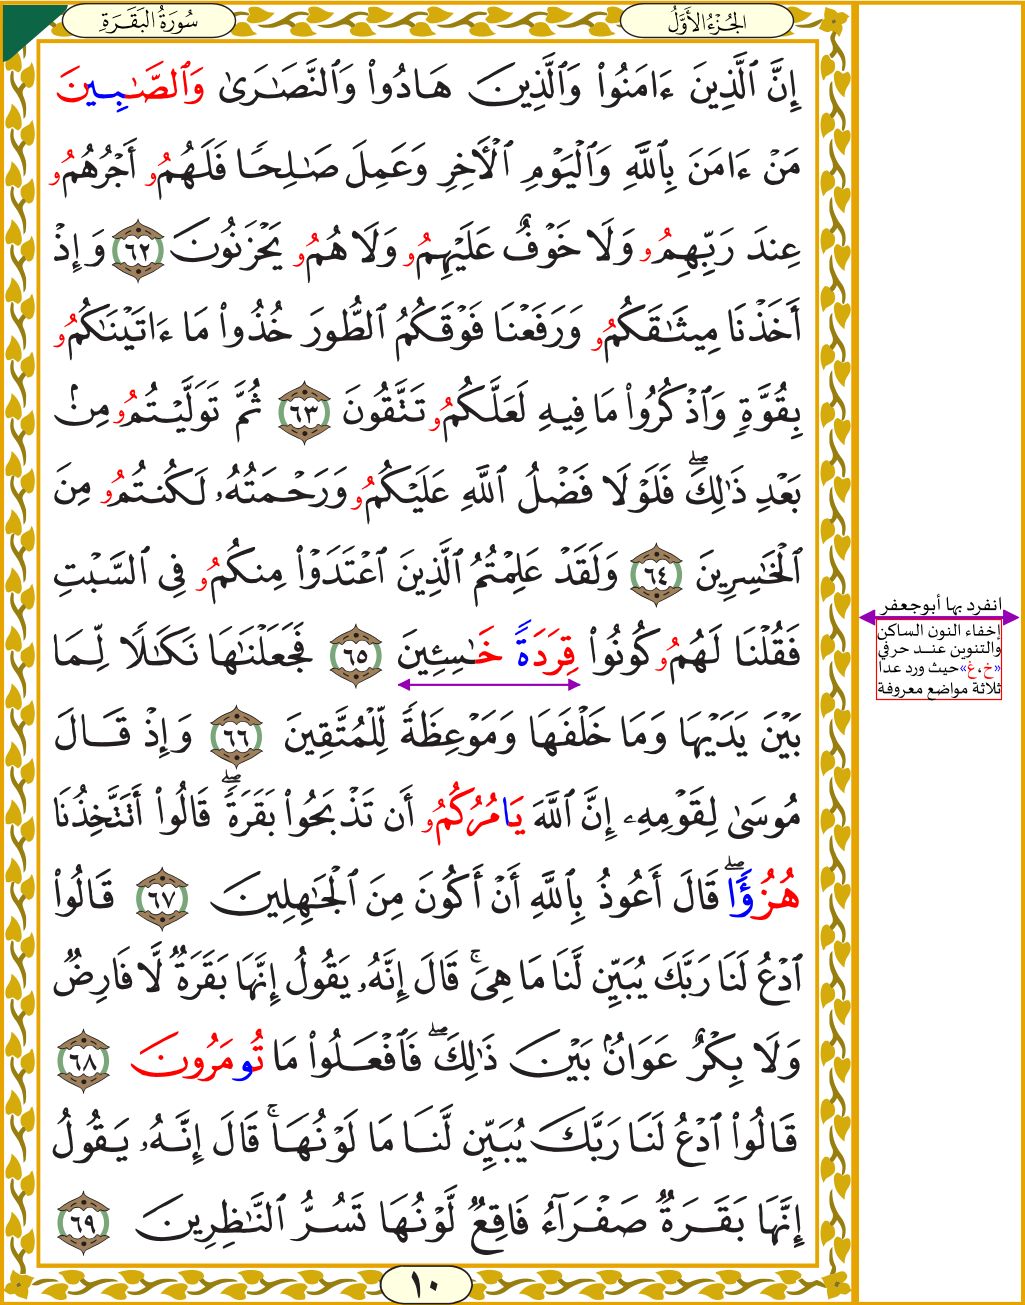 الجُزْءُ الأَوَّلُ
سُورَةُ البَقَرَةِ
إِنَّ ٱلَّذِينَ ءَامَنُوا۟ وَٱلَّذِينَ هَادُوا۟ وَٱلنَّصَـٰرَىٰ وَٱلصَّـٰبِينَ
مَنْ ءَامَنَ بِٱللَّهِ وَٱلْيَوْمِ ٱلْأَخِرِ وَعَمِلَ صَـٰلِحًا فَلَهُمُۥ أَجْرُهُمُۥ
عِندَ رَبِّهِمُۥ وَلَا خَوْفٌ عَلَيْهِمُۥ وَلَا هُمُۥ يَحْزَنُونَ ٦٢ وَإِذْ
أَخَذْنَا مِيثَـٰقَكُمُۥ وَرَفَعْنَا فَوْقَكُمُ ٱلطُّورَ خُذُوا۟ مَا ءَاتَيْنَـٰكُمُۥ
بِقُوَّةٍ وَٱذْكُرُوا۟ مَا فِيهِ لَعَلَّكُمُۥ تَتَّقُونَ ٦٣ ثُمَّ تَوَلَّيْتُمُۥ مِنۢ
بَعْدِ ذَٰلِكَ ۖ فَلَوْلَا فَضْلُ ٱللَّهِ عَلَيْكُمُۥ وَرَحْمَتُهُۥ لَكُنتُمُۥ مِنَ
ٱلْخَـٰسِرِينَ ٦٤ وَلَقَدْ عَلِمْتُمُ ٱلَّذِينَ ٱعْتَدَوْا۟ مِنكُمُۥ فِى ٱلسَّبْتِ
فَقُلْنَا لَهُمُۥ كُونُوا۟ قِرَدَةً خَـٰسِئِينَ ٦٥ فَجَعَلْنَـٰهَا نَكَـٰلًا لِّمَا
بَيْنَ يَدَيْهَا وَمَا خَلْفَهَا وَمَوْعِظَةً لِّلْمُتَّقِينَ ٦٦ وَإِذْ قَالَ
مُوسَىٰ لِقَوْمِهِۦ إِنَّ ٱللَّهَ يَامُرُكُمُۥ أَن تَذْبَحُوا۟ بَقَرَةً ۖ قَالُوٓا۟ أَتَتَّخِذُنَا
هُزُؤًا ۖ قَالَ أَعُوذُ بِٱللَّهِ أَنْ أَكُونَ مِنَ ٱلْجَـٰهِلِينَ ٦٧ قَالُوا۟
ٱدْعُ لَنَا رَبَّكَ يُبَيِّن لَّنَا مَا هِىَ ۚ قَالَ إِنَّهُۥ يَقُولُ إِنَّهَا بَقَرَةٌ لَّا فَارِضٌ
وَلَا بِكْرٌ عَوَانٌۢ بَيْنَ ذَٰلِكَ ۖ فَٱفْعَلُوا۟ مَا تُومَرُونَ ٦٨
قَالُوا۟ ٱدْعُ لَنَا رَبَّكَ يُبَيِّن لَّنَا مَا لَوْنُهَا ۚ قَالَ إِنَّهُۥ يَقُولُ
إِنَّهَا بَقَرَةٌ صَفْرَآءُ فَاقِعٌ لَّوْنُهَا تَسُرُّ ٱلنَّـٰظِرِينَ ٦٩
١٠
انفرد بها أبوجعفر
إخفاء النون الساكن
والتنوين عند حرفي
«خ،غ» حيث ورد عدا
ثلاثة مواضع معروفة